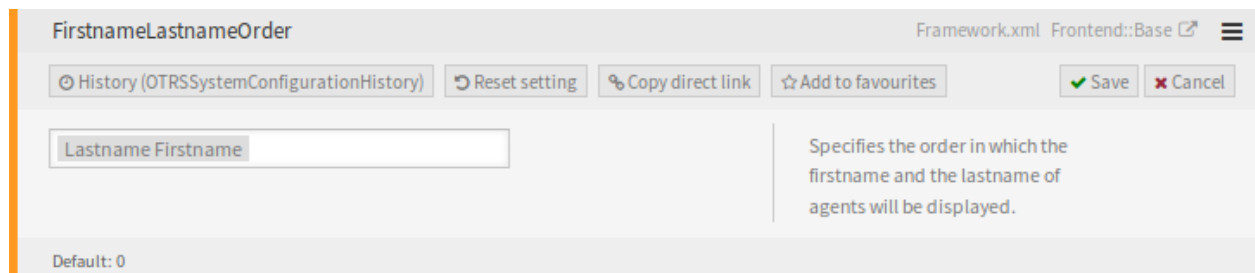 FirstnameLastnameOrder Framework.xml Frontend::Base
History (OTRSSystemConfigurationHistory) Reset setting Copy direct link Add to favourites Save Cancel
Lastname Firstname
Specifies the order in which the
firstname and the lastname of
agents will be displayed.
Default: 0